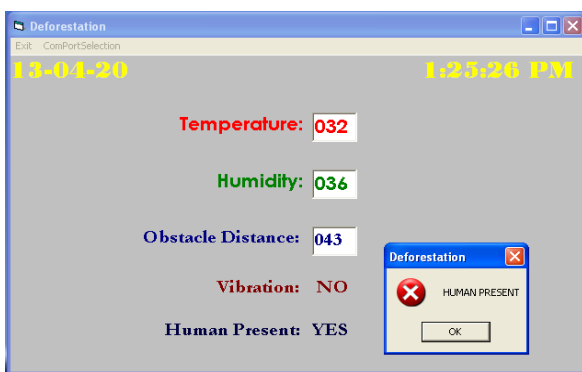 Deforestation
Exit ComPortSelection
13-04-20 1:25:26 PM
Temperature: 032
Humidity: 036
Obstacle Distance: 043
Deforestation
Vibration: NO
HUMAN PRESENT
OK
Human Present: YES